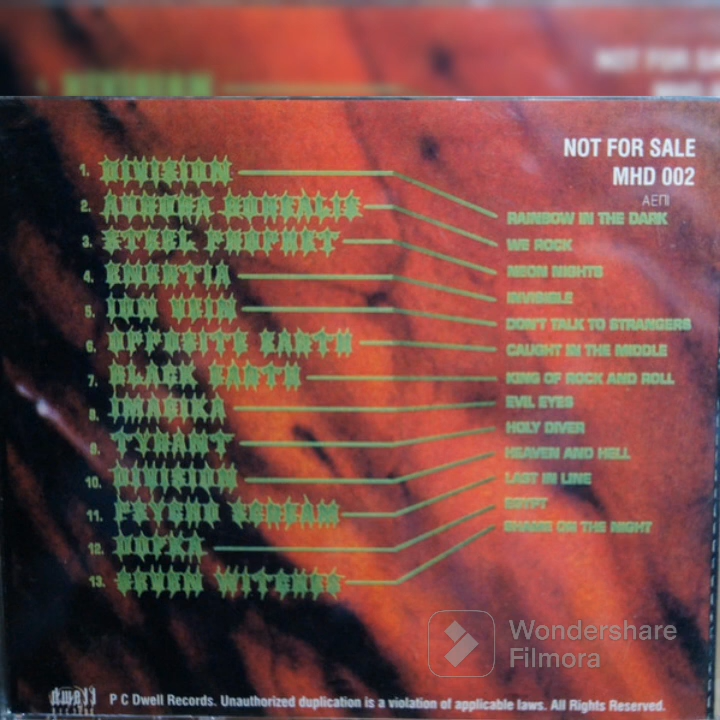 NOT FOR SALE
MHD 002
ΑΕΠΙ
1. DIVISION
2. AURORA BOREALIS
3. STEEL PROPHET
4. ENERTIA
5. ION VEIN
6. OPPOSITE EARTH
7. BLACK EARTH
8. IMAGIKA
9. TYRANT
10. DIVISION
11. PSYCHO SCREAM
12.
13. SEVEN WITCHES
RAINBOW IN THE DARK
WE ROCK
NEON NIGHTS
INVISIBLE
DON'T TALK TO STRANGERS
CAUGHT IN THE MIDDLE
KING OF ROCK AND ROLL
EVIL EYES
HOLY DIVER
HEAVEN AND HELL
LAST IN LINE
EGYPT
SHAME ON THE NIGHT
Wondershare
Filmora
dwell
records
P C Dwell Records. Unauthorized duplication is a violation of applicable laws. All Rights Reserved.